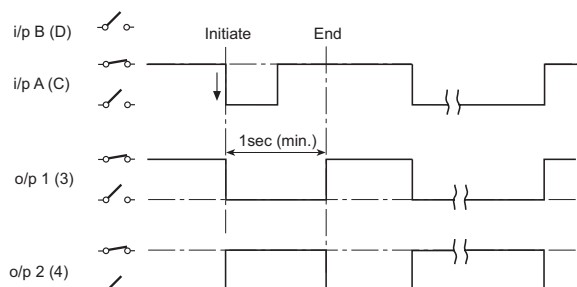 i/p B (D)
Initiate End
i/p A (C)
1sec (min.)
o/p 1 (3)
o/p 2 (4)